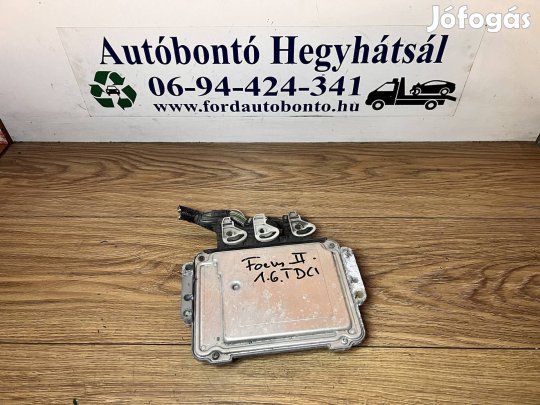 Jófogás
Autóbontó Hegyhátsál
06-94-424-341
www.fordautobonto.hu
Focus II.
1.6. TDCI